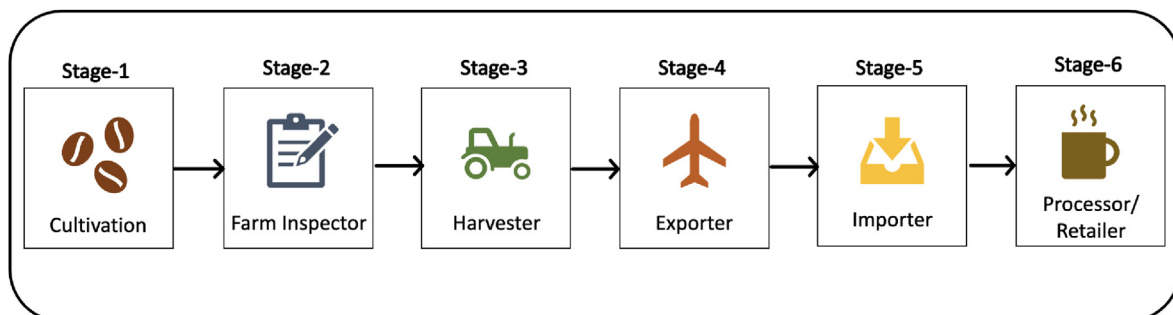 Stage-1
Stage-2
Stage-3
Stage-4
Stage-5
Stage-6
Cultivation
Farm Inspector
Harvester
Exporter
Importer
Processor/
Retailer